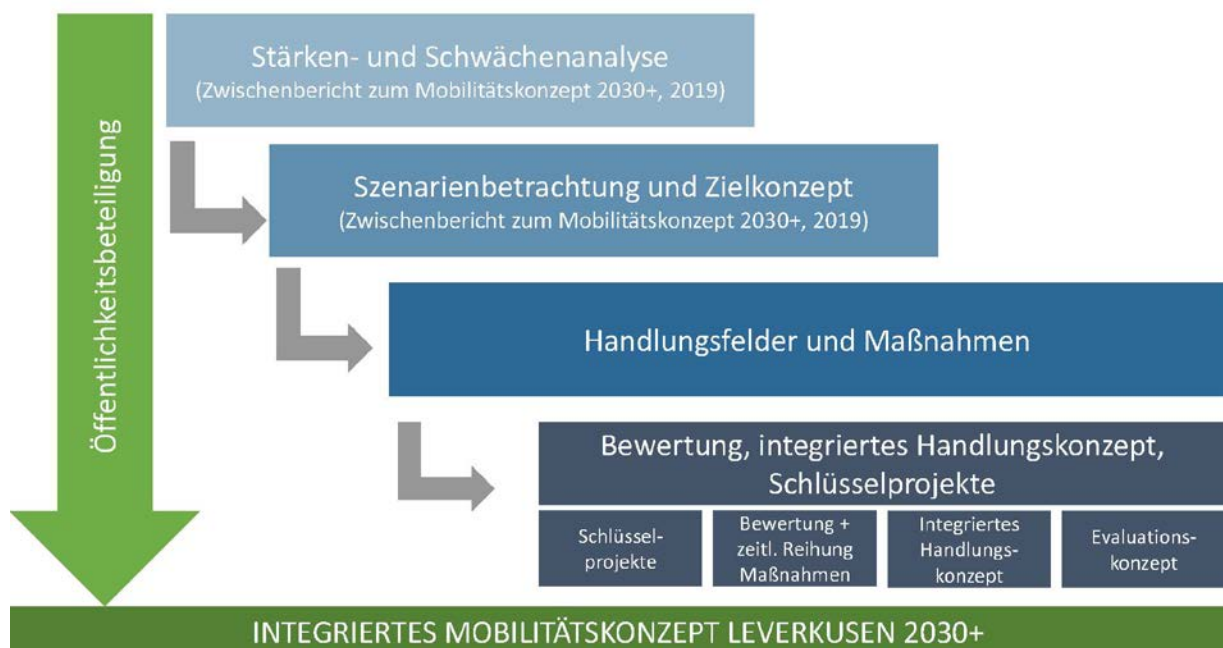 Öffentlichkeitsbeteiligung
Stärken- und Schwächenanalyse
(Zwischenbericht zum Mobilitätskonzept 2030+, 2019)
Szenarienbetrachtung und Zielkonzept
(Zwischenbericht zum Mobilitätskonzept 2030+, 2019)
Handlungsfelder und Maßnahmen
Bewertung, integriertes Handlungskonzept,
Schlüsselprojekte
Schlüssel-
projekte
Bewertung +
zeitl. Reihung
Maßnahmen
Integriertes
Handlungs-
konzept
Evaluations-
konzept
INTEGRIERTES MOBILITÄTSKONZEPT LEVERKUSEN 2030+